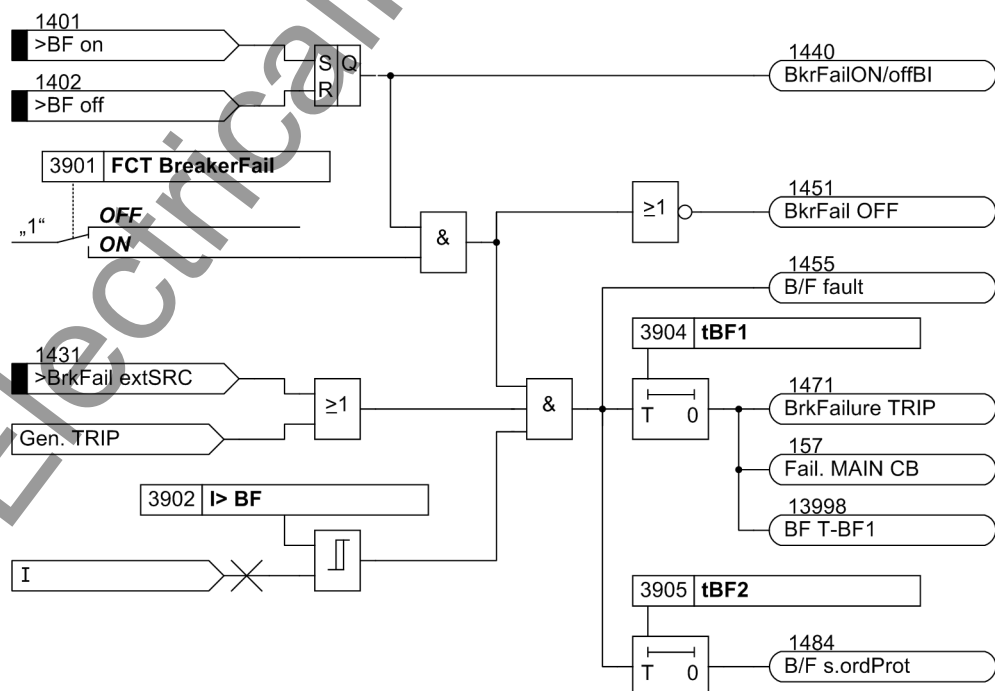 1401
>BF on
1402
>BF off
S Q
R
1440
BkrFailON/offBI
3901 FCT BreakerFail
„1“
OFF
ON
&
≥1
1451
BkrFail OFF
1455
B/F fault
3904 tBF1
1431
>BrkFail extSRC
Gen. TRIP
≥1
&
T 0
1471
BrkFailure TRIP
157
Fail. MAIN CB
13998
BF T-BF1
3902 I> BF
I
3905 tBF2
T 0
1484
B/F s.ordProt
Electrical